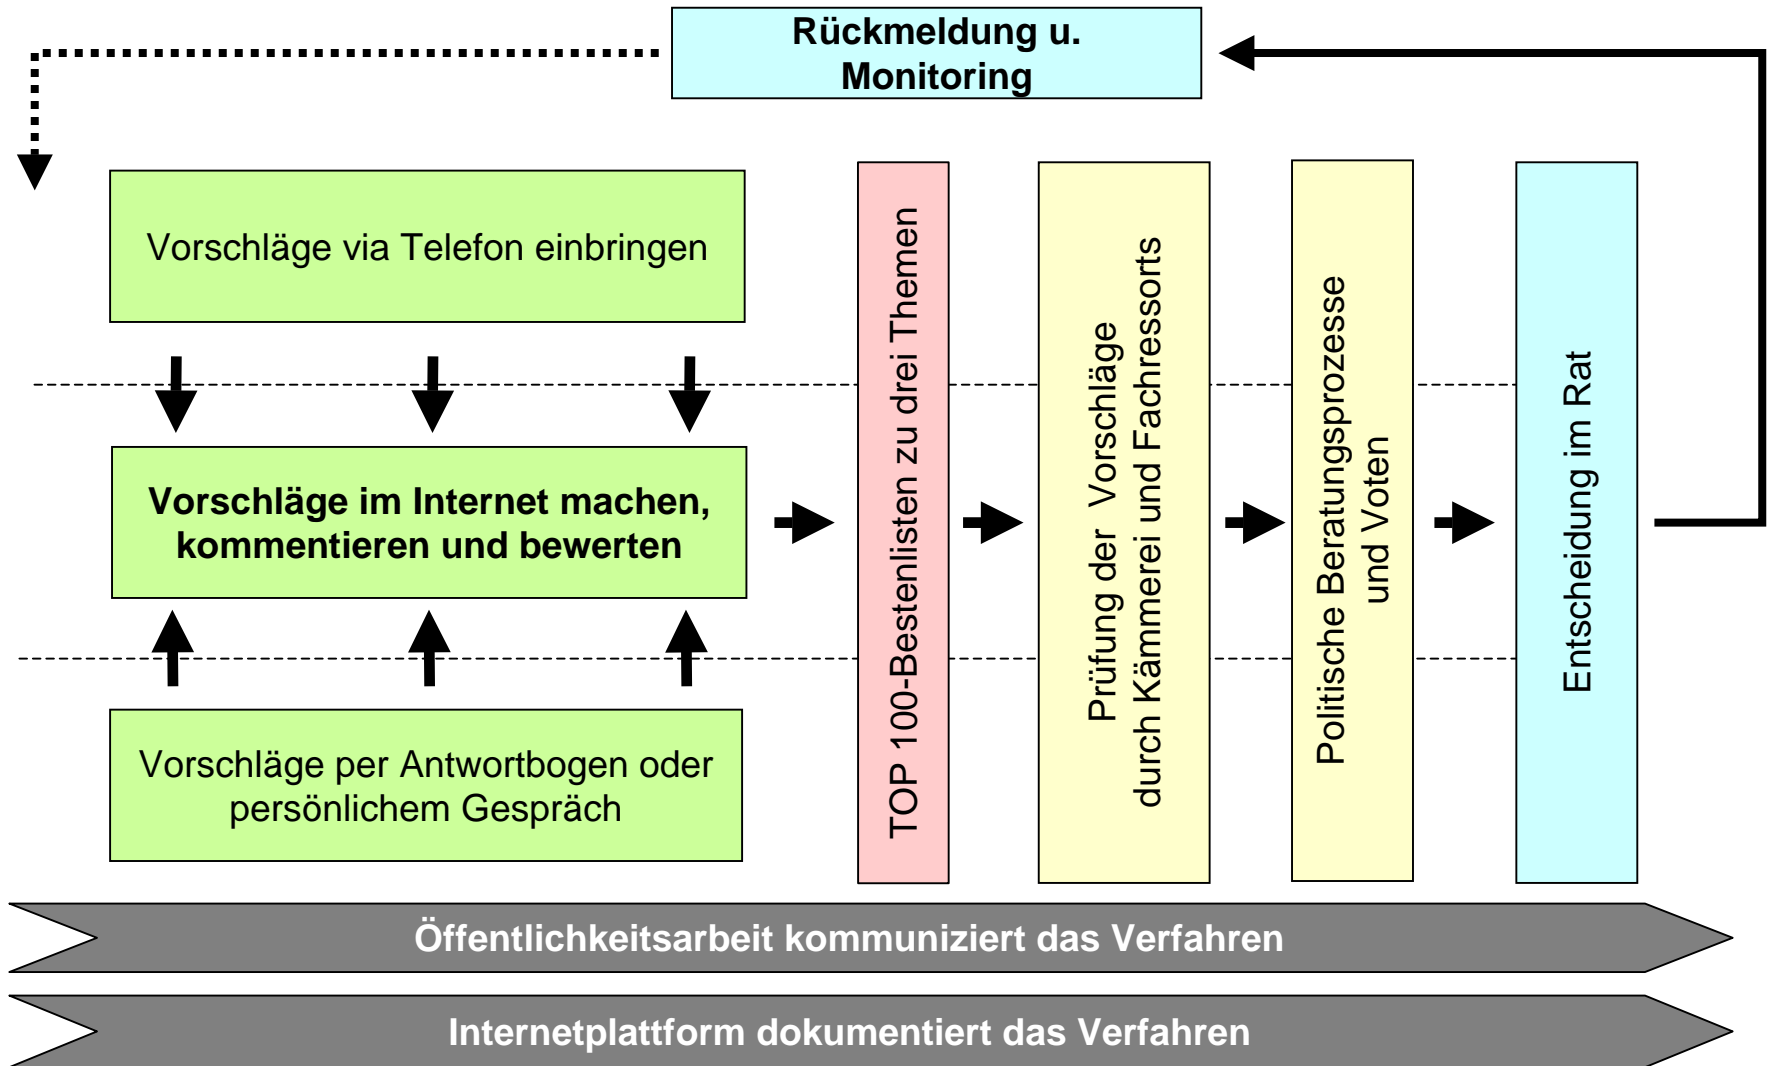 Rückmeldung u.
Monitoring
Vorschläge via Telefon einbringen
Vorschläge im Internet machen,
kommentieren und bewerten
Vorschläge per Antwortbogen oder
persönlichem Gespräch
TOP 100-Bestenlisten zu drei Themen
Prüfung der Vorschläge
durch Kämmerei und Fachressorts
Politische Beratungsprozesse
und Voten
Entscheidung im Rat
Öffentlichkeitsarbeit kommuniziert das Verfahren
Internetplattform dokumentiert das Verfahren